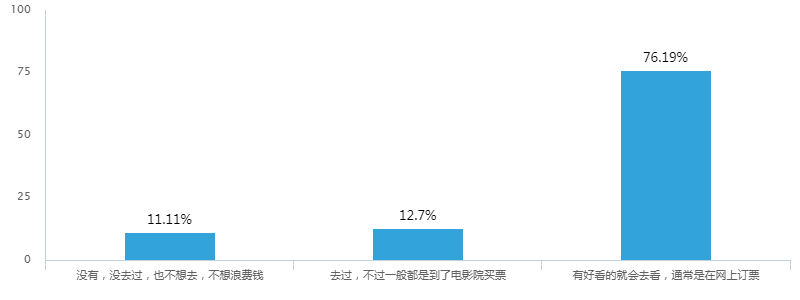 100
75
50
25
0
11.11%
12.7%
76.19%
没有，没去过，也不想去，不想浪费钱
去过，不过一般都是到了电影院买票
有好看的就会去看，通常是在网上订票